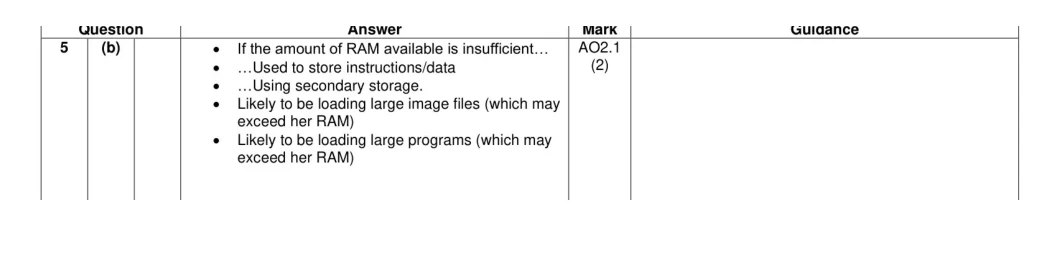 Question Answer Mark Guidance
5 (b) • If the amount of RAM available is insufficient… AO2.1
• …Used to store instructions/data (2)
• …Using secondary storage.
• Likely to be loading large image files (which may
exceed her RAM)
• Likely to be loading large programs (which may
exceed her RAM)